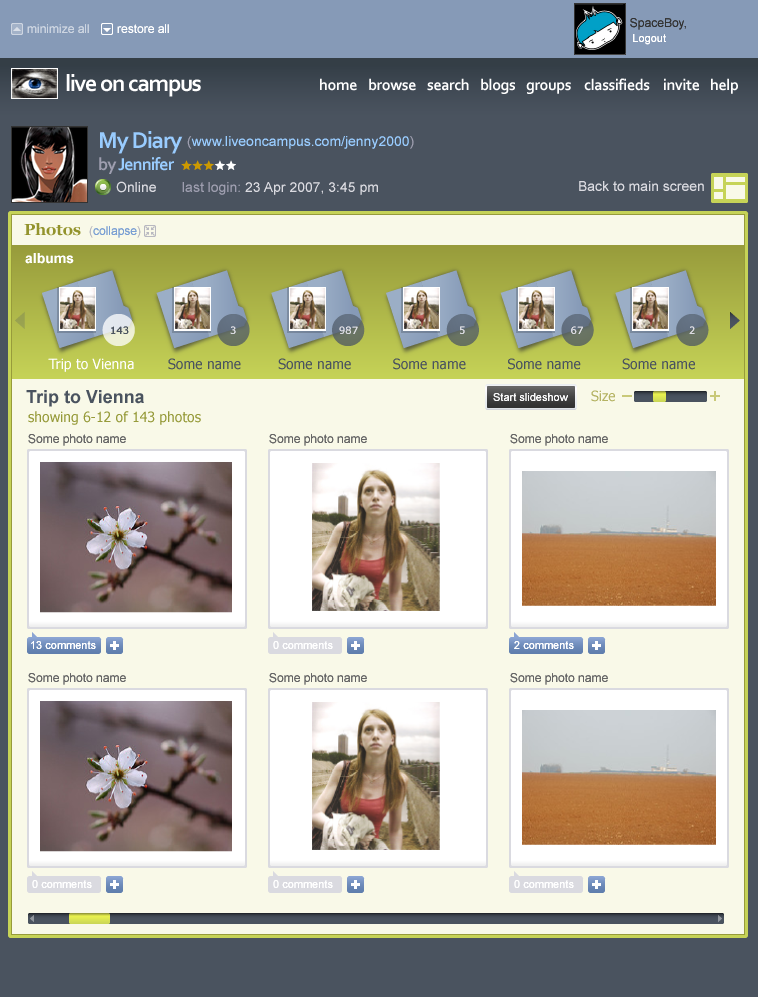 minimize all restore all
SpaceBoy,
Logout
live on campus
home browse search blogs groups classifieds invite help
My Diary (www.liveoncampus.com/jenny2000)
by Jennifer
Online last login: 23 Apr 2007, 3:45 pm
Back to main screen
Photos (collapse)
albums
143 3 987 5 67 2
Trip to Vienna Some name Some name Some name Some name Some name
Trip to Vienna
Start slideshow Size
showing 6-12 of 143 photos
Some photo name Some photo name Some photo name
13 comments 0 comments 2 comments
Some photo name Some photo name Some photo name
0 comments 0 comments 0 comments